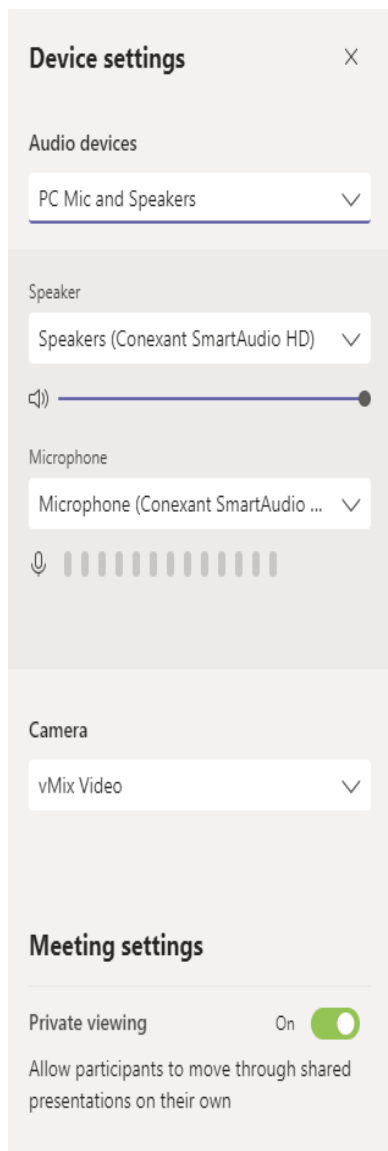 Device settings
Audio devices
PC Mic and Speakers
Speaker
Speakers (Conexant SmartAudio HD)
Microphone
Microphone (Conexant SmartAudio ...
Camera
vMix Video
Meeting settings
Private viewing On
Allow participants to move through shared
presentations on their own